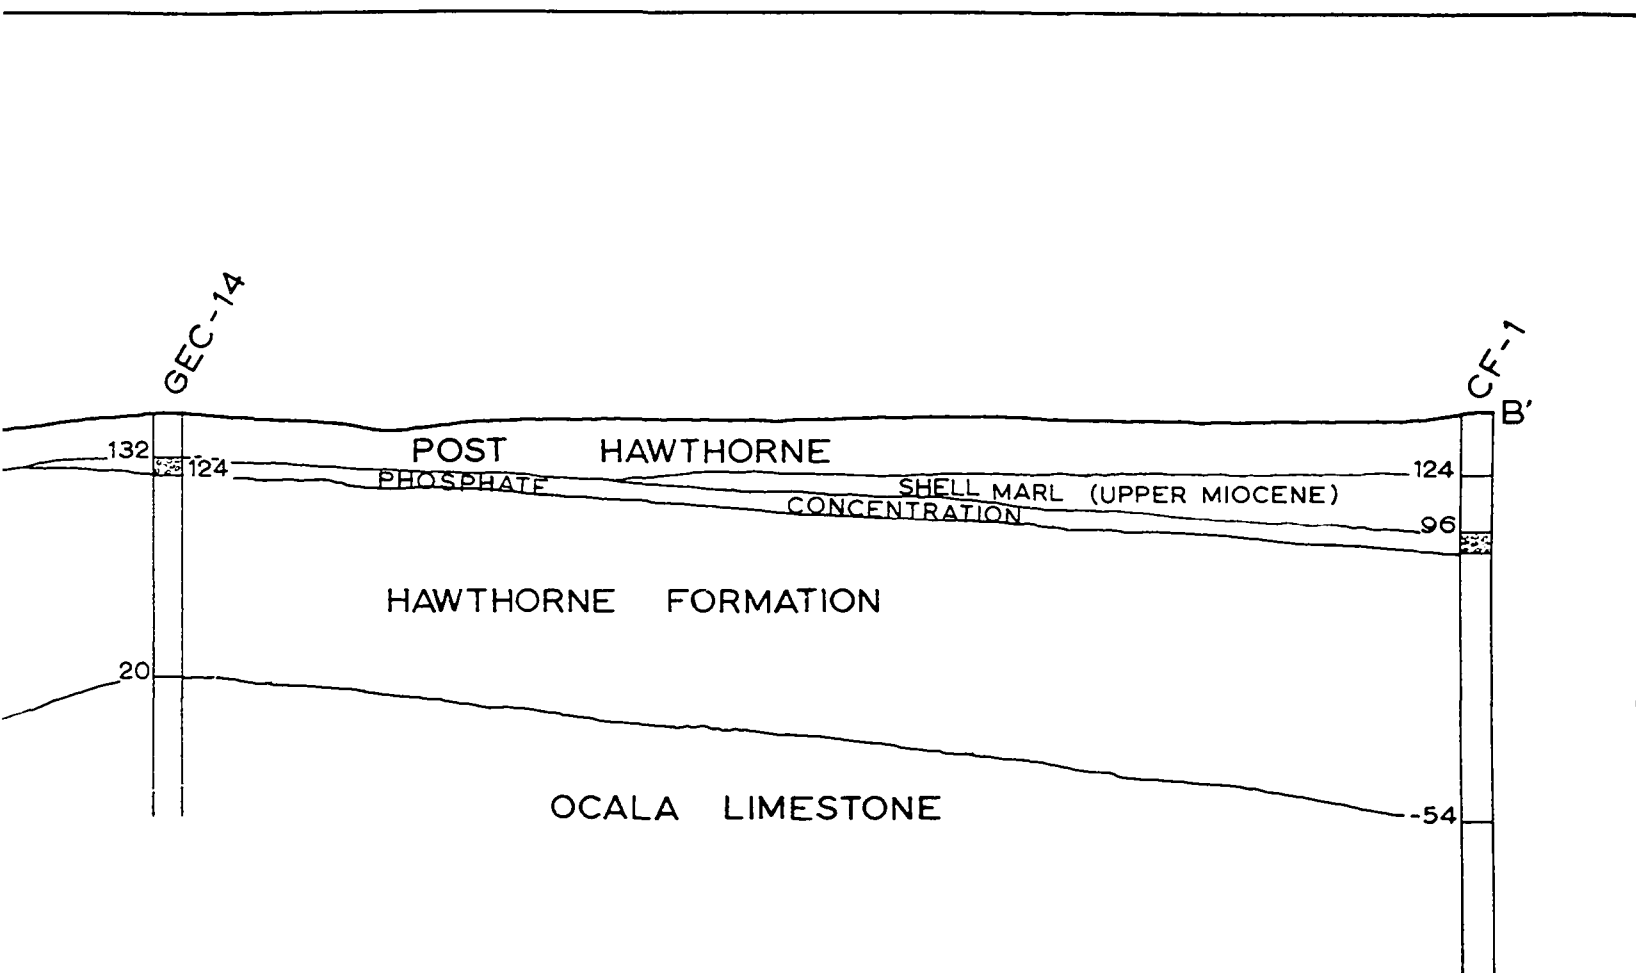 GEC-14
CF-1
B'
132
POST HAWTHORNE
124
124
PHOSPHATE
SHELL MARL (UPPER MIOCENE)
CONCENTRATION
96
HAWTHORNE FORMATION
20
OCALA LIMESTONE
-54